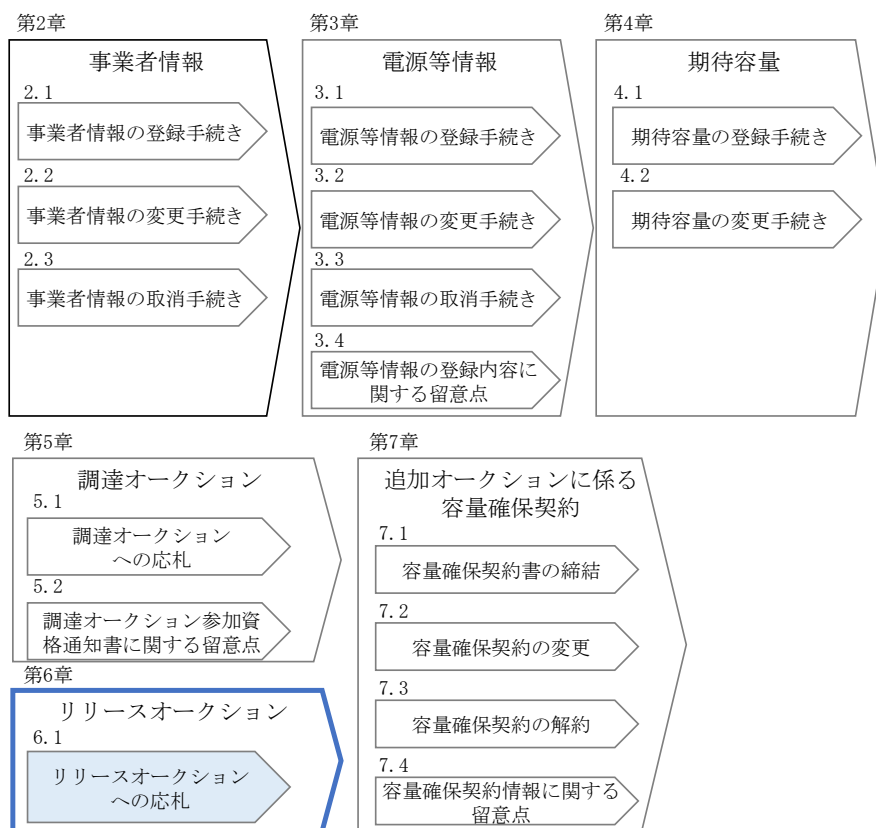 第2章
事業者情報
2.1
事業者情報の登録手続き
2.2
事業者情報の変更手続き
2.3
事業者情報の取消手続き
第3章
電源等情報
3.1
電源等情報の登録手続き
3.2
電源等情報の変更手続き
3.3
電源等情報の取消手続き
3.4
電源等情報の登録内容に
関する留意点
第4章
期待容量
4.1
期待容量の登録手続き
4.2
期待容量の変更手続き
第5章
調達オークション
5.1
調達オークション
への応札
5.2
調達オークション参加資
格通知書に関する留意点
第6章
リリースオークション
6.1
リリースオークション
への応札
第7章
追加オークションに係る
容量確保契約
7.1
容量確保契約書の締結
7.2
容量確保契約の変更
7.3
容量確保契約の解約
7.4
容量確保契約情報に関する
留意点